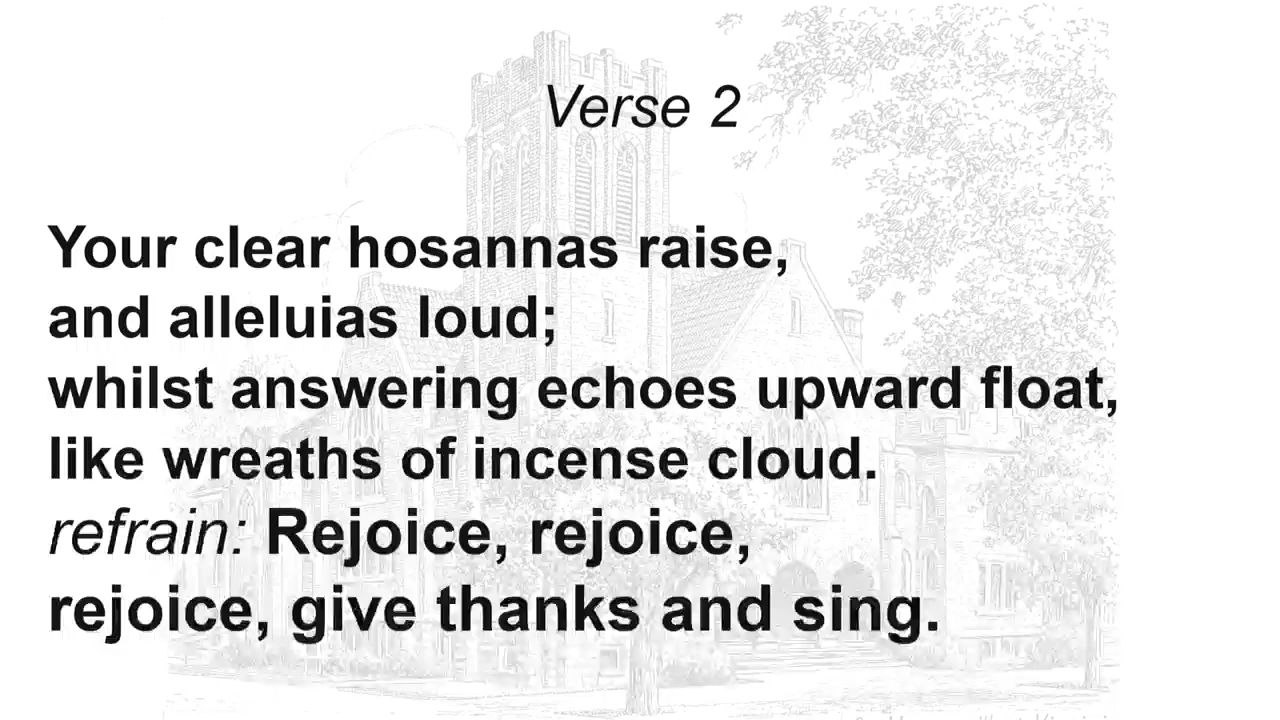 Verse 2
Your clear hosannas raise,
and alleluias loud;
whilst answering echoes upward float,
like wreaths of incense cloud.
refrain: Rejoice, rejoice,
rejoice, give thanks and sing.